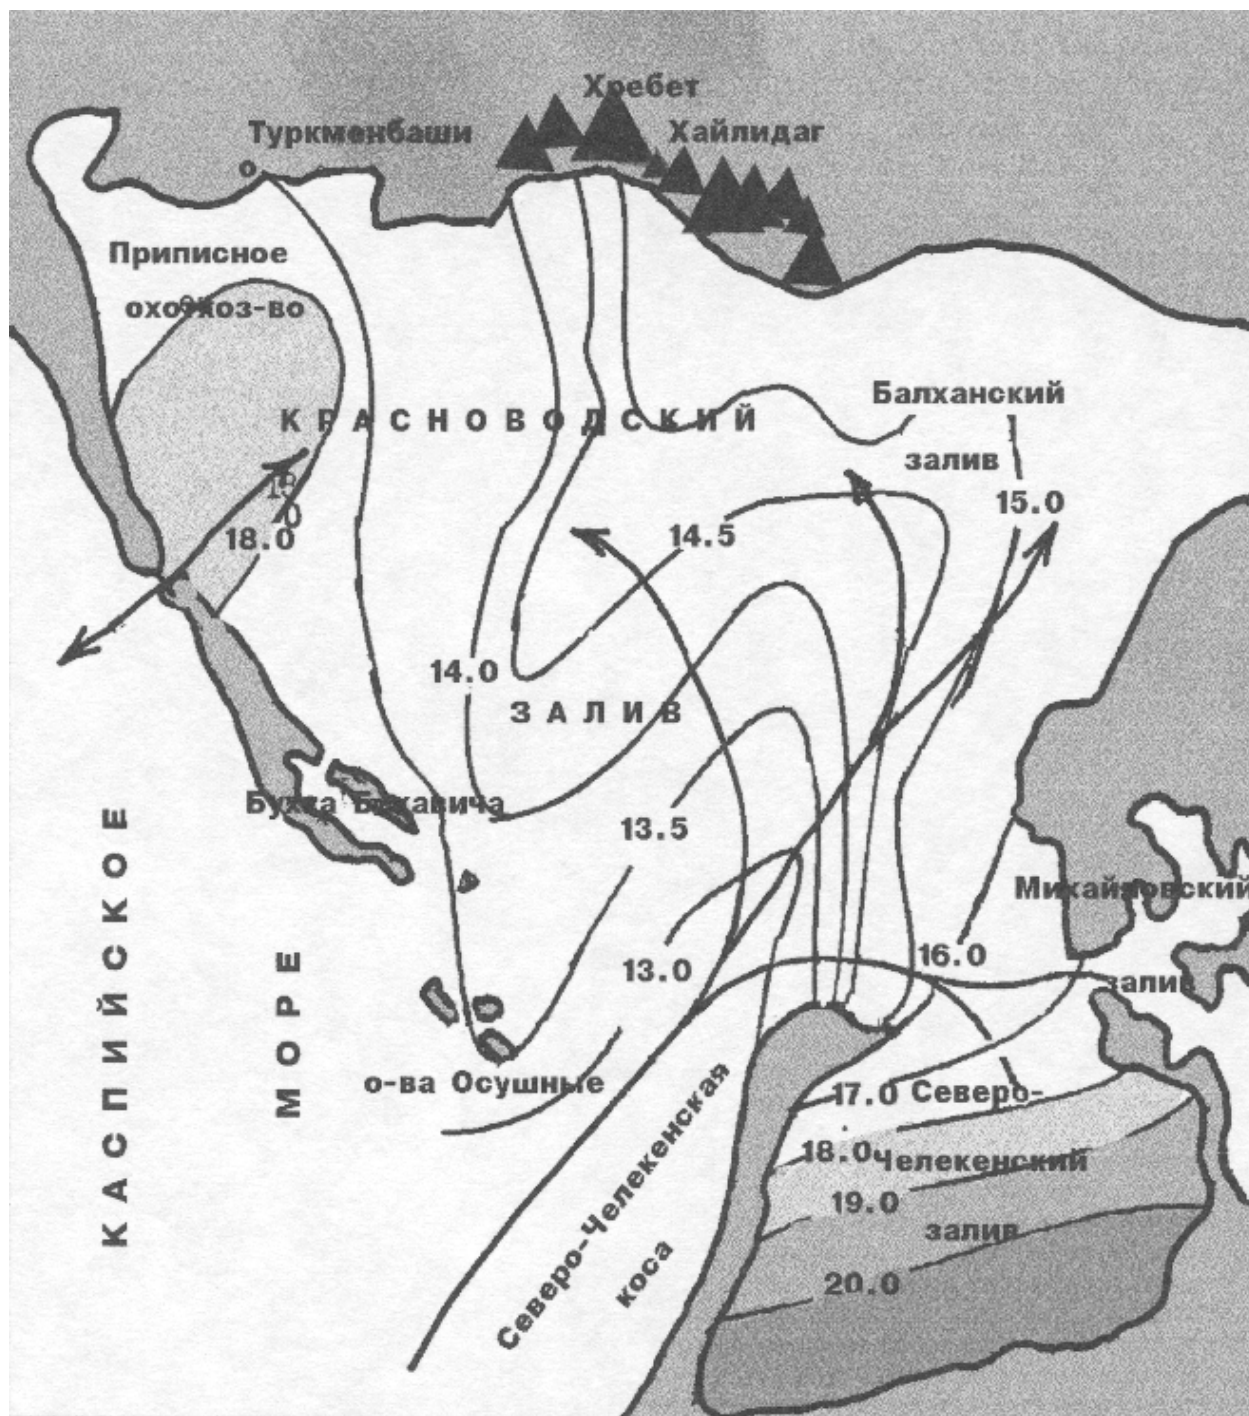 Хребет
Туркменбаши
Хайлидаг
о
Приписное
охотхоз-во
Балханский
КРАСНОВОДСКИЙ
залив
15.0
18.0
14.5
14.0
ЗАЛИВ
Бухта Бековича
13.5
КАСПИЙСКОЕ
МОРЕ
Михайловский
залив
16.0
13.0
о-ва Осушные
17.0
Северо-
18.0
Челекенский
19.0
залив
20.0
Северо-Челекенская
коса